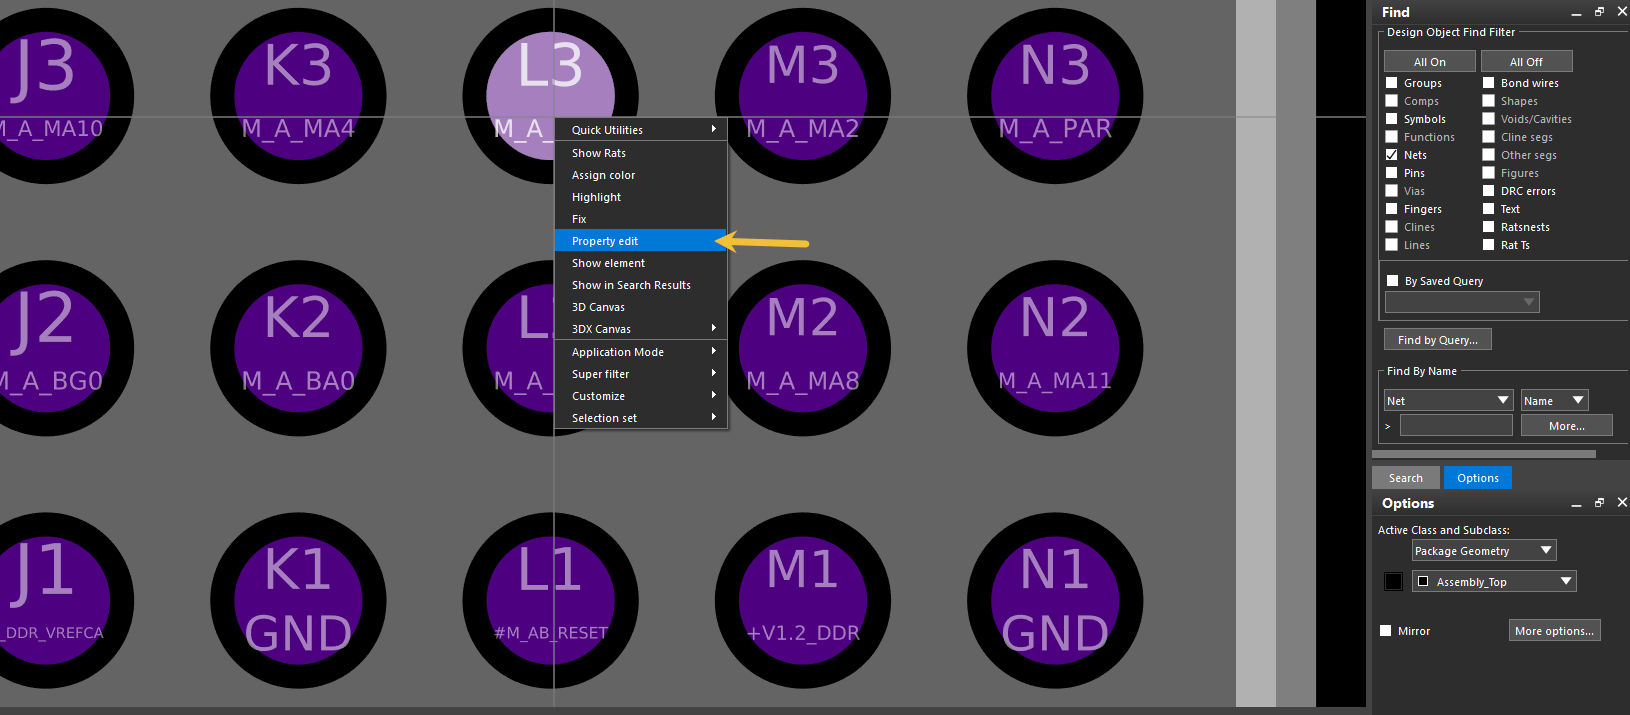 J3
K3
L3
M3
N3
M_A_MA4
M_A_MA2
M_A_PAR
Quick Utilities
Show Rats
Assign color
Highlight
Fix
Property edit
Show element
Show in Search Results
3D Canvas
3DX Canvas
Application Mode
Super filter
Customize
Selection set
J2
K2
M2
N2
M_A_BA0
M_A_MA8
M_A_MA11
J1
K1
L1
M1
N1
_DDR_VREFCA
GND
#M_AB_RESET
+V1.2_DDR
GND
Find
Design Object Find Filter
All On
All Off
Groups
Bond wires
Comps
Shapes
Symbols
Voids/Cavities
Functions
Cline segs
Nets
Other segs
Pins
Figures
Vias
DRC errors
Fingers
Text
Clines
Ratsnests
Lines
Rat Ts
By Saved Query
Find by Query...
Find By Name
Net
Name
>
More...
Search
Options
Options
Active Class and Subclass:
Package Geometry
Assembly_Top
Mirror
More options...